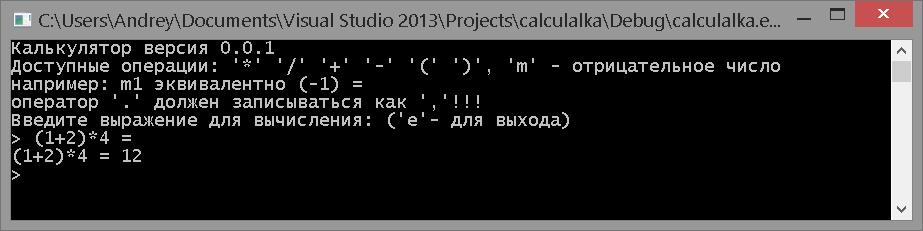 C:\Users\Andrey\Documents\Visual Studio 2013\Projects\calculalka\Debug\calculalka.e...
Калькулятор версия 0.0.1
Доступные операции: '*' '/' '+' '-' '(' ')', 'm' - отрицательное число
например: m1 эквивалентно (-1) =
оператор '.' должен записываться как ','!!!
Введите выражение для вычисления: ('e'- для выхода)
> (1+2)*4 =
(1+2)*4 = 12
>